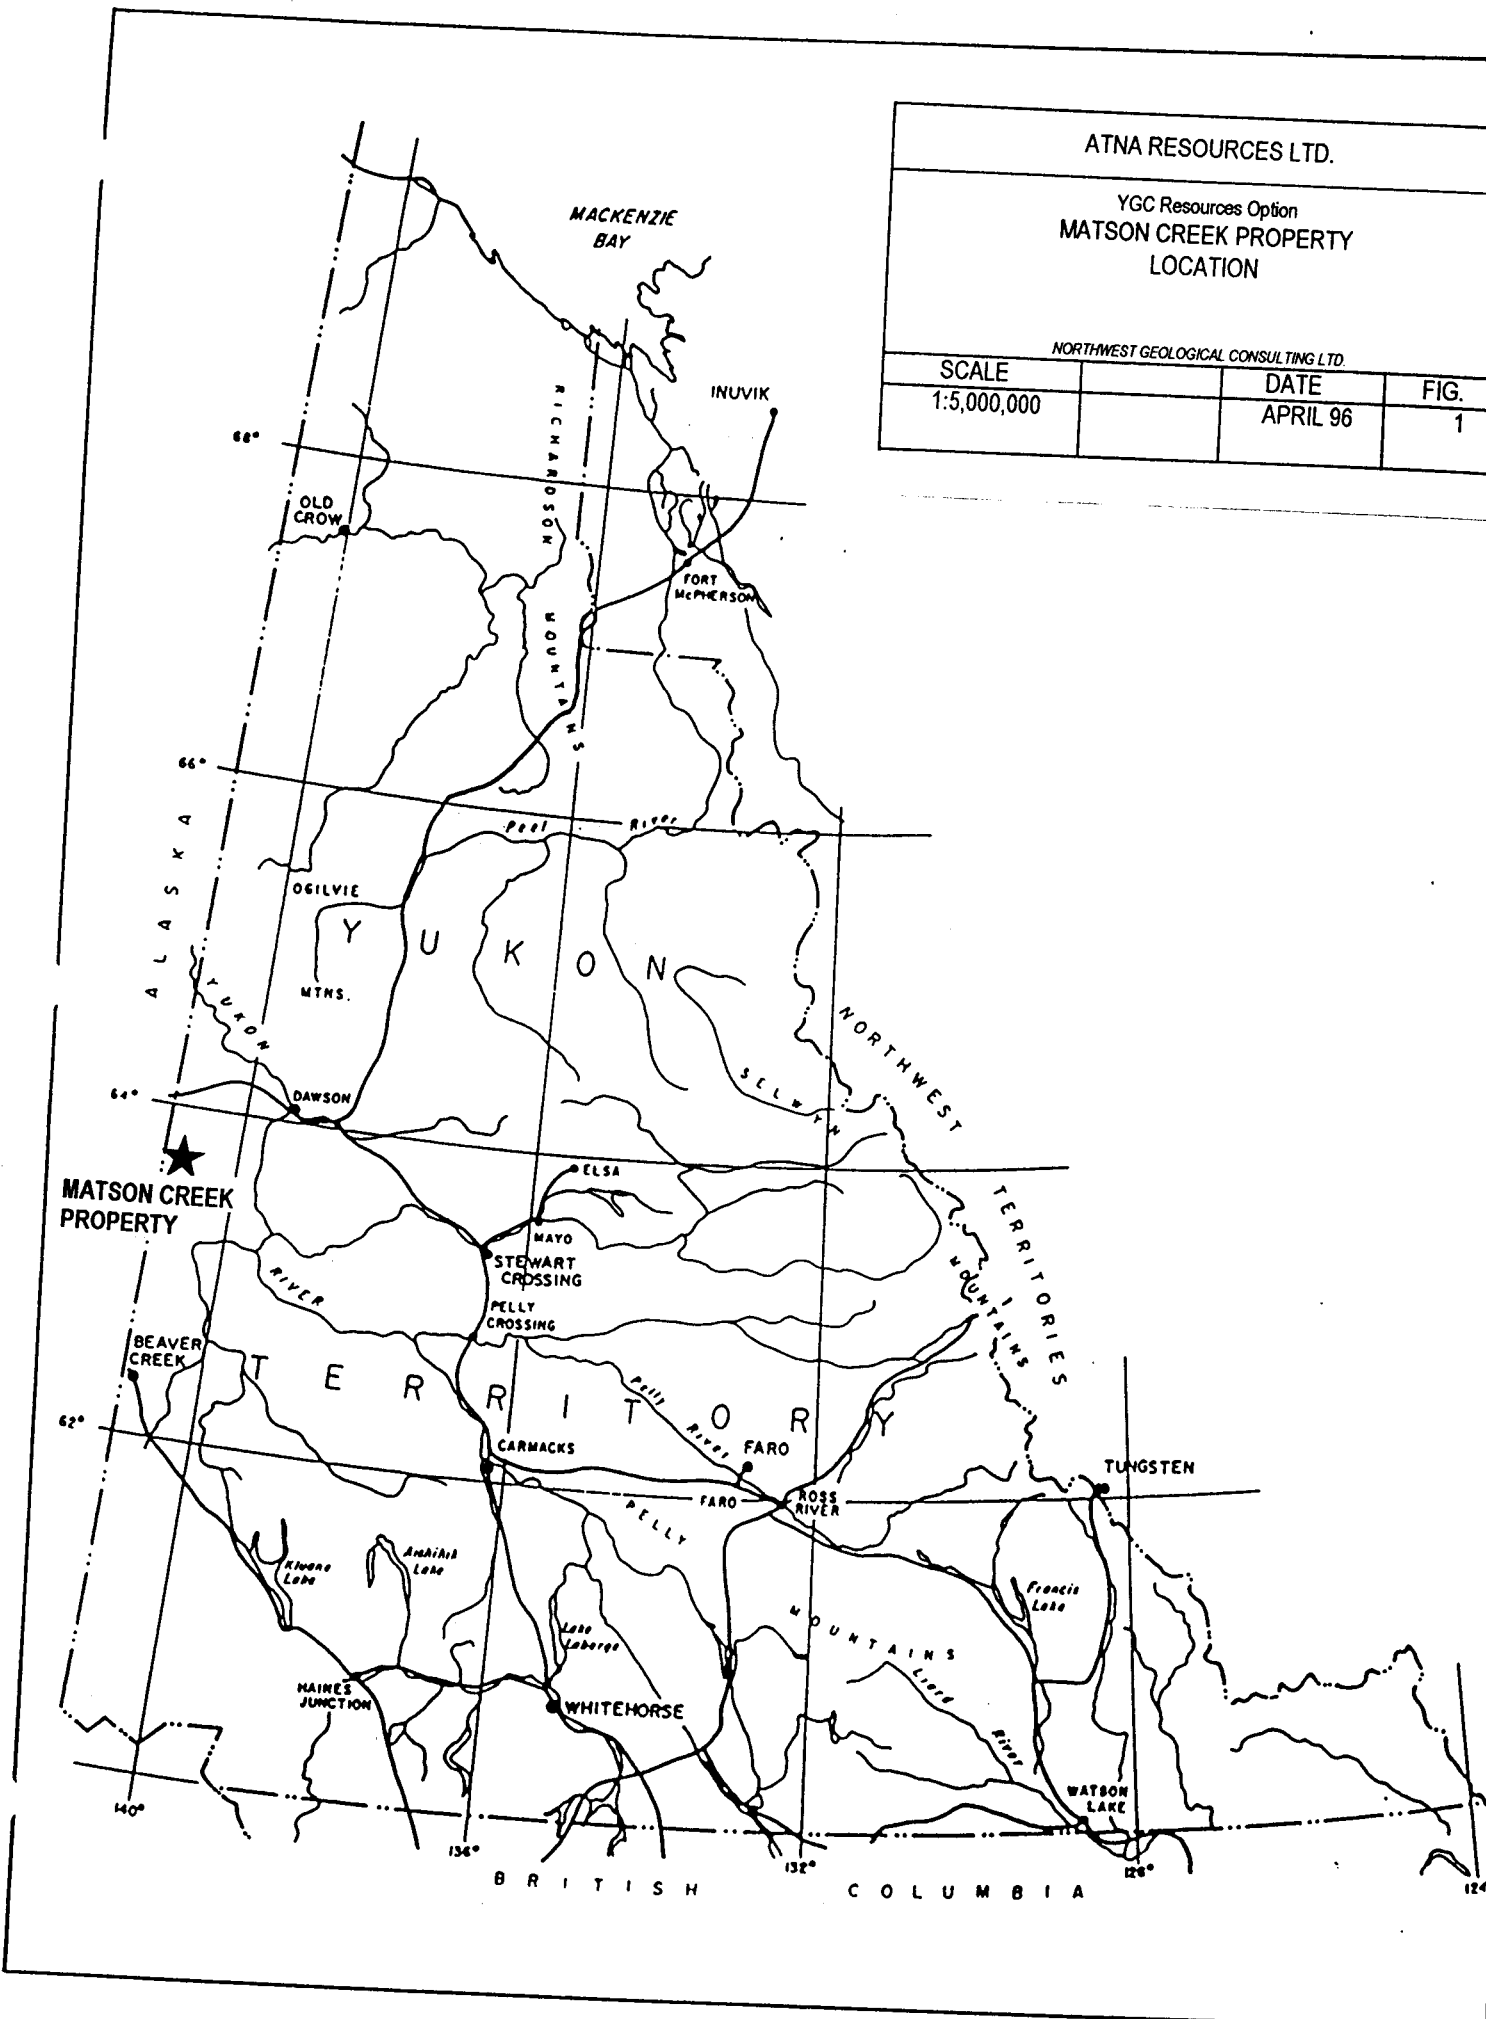 ATNA RESOURCES LTD.
YGC Resources Option
MATSON CREEK PROPERTY
LOCATION
NORTHWEST GEOLOGICAL CONSULTING LTD.
SCALE
DATE
FIG.
1:5,000,000
APRIL 96
1
MACKENZIE
BAY
INUVIK
RICHARDSON MOUNTAINS
68°
OLD
CROW
FORT
McPHERSON
66°
Peel River
ALASKA
OGILVIE
MTNS.
YUKON
YUKON
NORTHWEST
TERRITORIES
SELWYN
MOUNTAINS
64°
DAWSON
MATSON CREEK
PROPERTY
ELSA
MAYO
STEWART
CROSSING
RIVER
PELLY
CROSSING
BEAVER
CREEK
TERRITORY
Pelly
River
62°
CARMACKS
FARO
FARO
ROSS
RIVER
TUNGSTEN
PELLY
MOUNTAINS
Kluane
Lake
Aishihik
Lake
Lake
Laberge
Francis
Lake
Liard
River
HAINES
JUNCTION
WHITEHORSE
WATSON
LAKE
140°
136°
132°
128°
124
BRITISH COLUMBIA